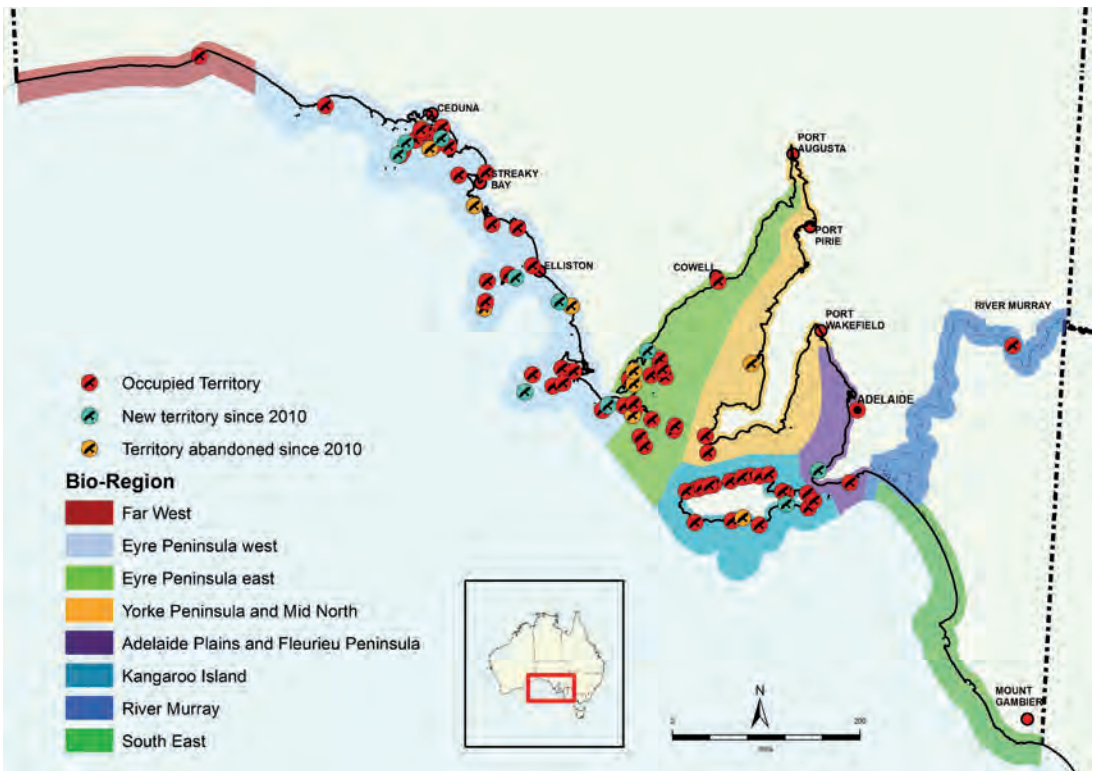 CEDUNA
STREAKY
BAY
ELLISTON
PORT
AUGUSTA
PORT
PIRIE
COWELL
PORT
WAKEFIELD
RIVER MURRAY
ADELAIDE
MOUNT
GAMBIER
Occupied Territory
New territory since 2010
Territory abandoned since 2010
Bio-Region
Far West
Eyre Peninsula west
Eyre Peninsula east
Yorke Peninsula and Mid North
Adelaide Plains and Fleurieu Peninsula
Kangaroo Island
River Murray
South East
N
0
200